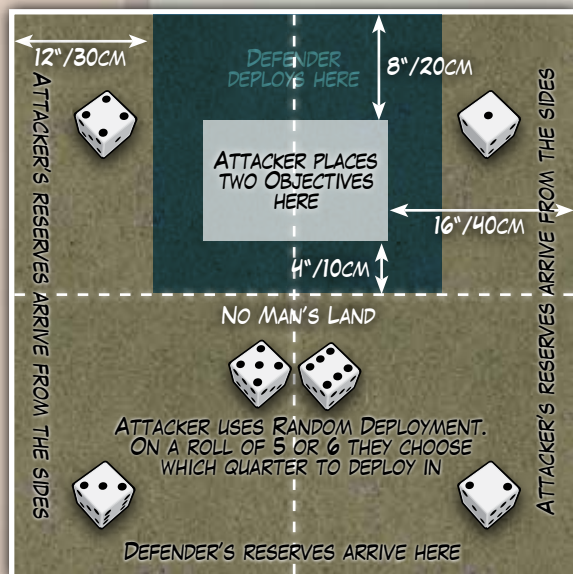 12"/30cm
Defender
deploys here
8"/20cm
Attacker's reserves arrive from the sides
Attacker places
two Objectives
here
Attacker's reserves arrive from the sides
16"/40cm
4"/10cm
No Man's Land
Attacker uses Random Deployment.
On a roll of 5 or 6 they choose
which quarter to deploy in
Defender's reserves arrive here